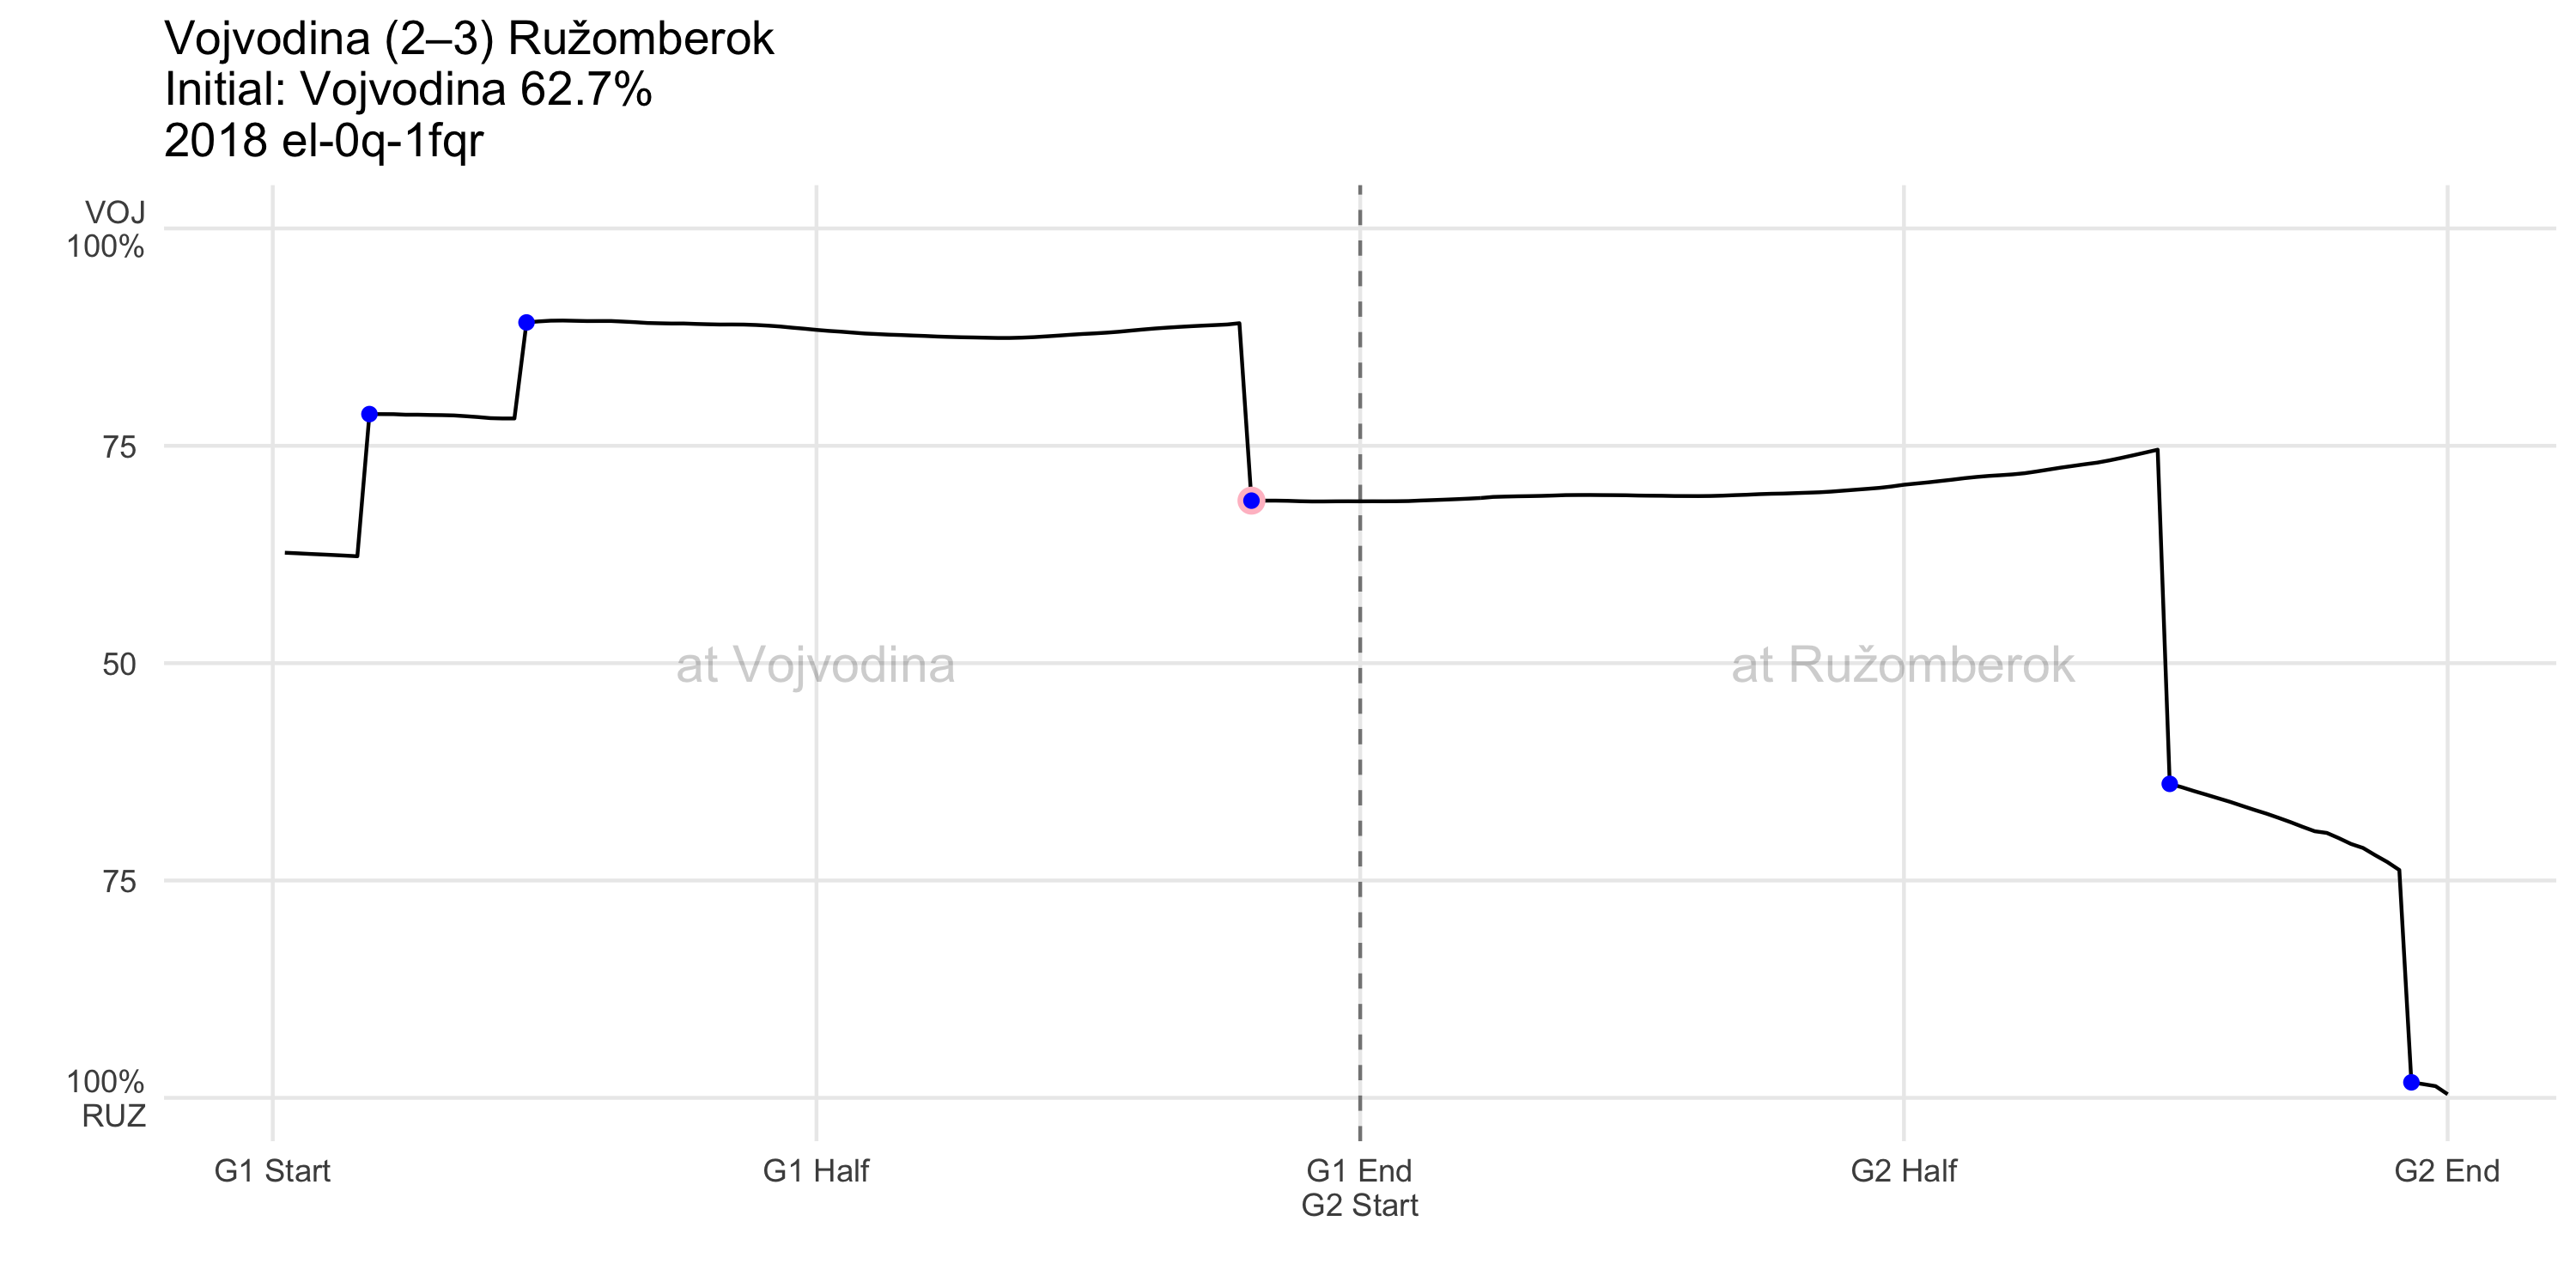 Vojvodina (2–3) Ružomberok
Initial: Vojvodina 62.7%
2018 el-0q-1fqr
VOJ
100%
75
50
75
100%
RUZ
at Vojvodina
at Ružomberok
G1 Start
G1 Half
G1 End
G2 Start
G2 Half
G2 End